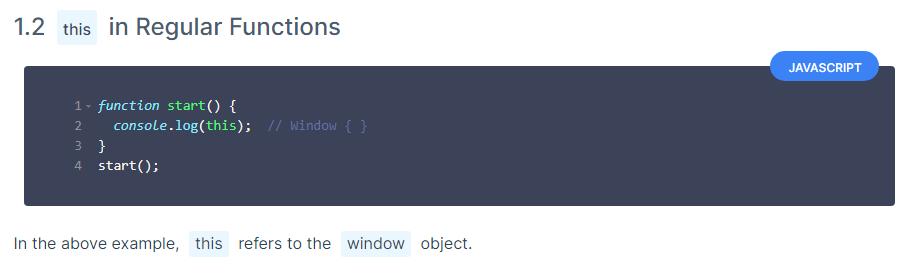 1.2 this in Regular Functions
JAVASCRIPT
1 function start() {
2 console.log(this); // Window { }
3 }
4 start();
In the above example, this refers to the window object.